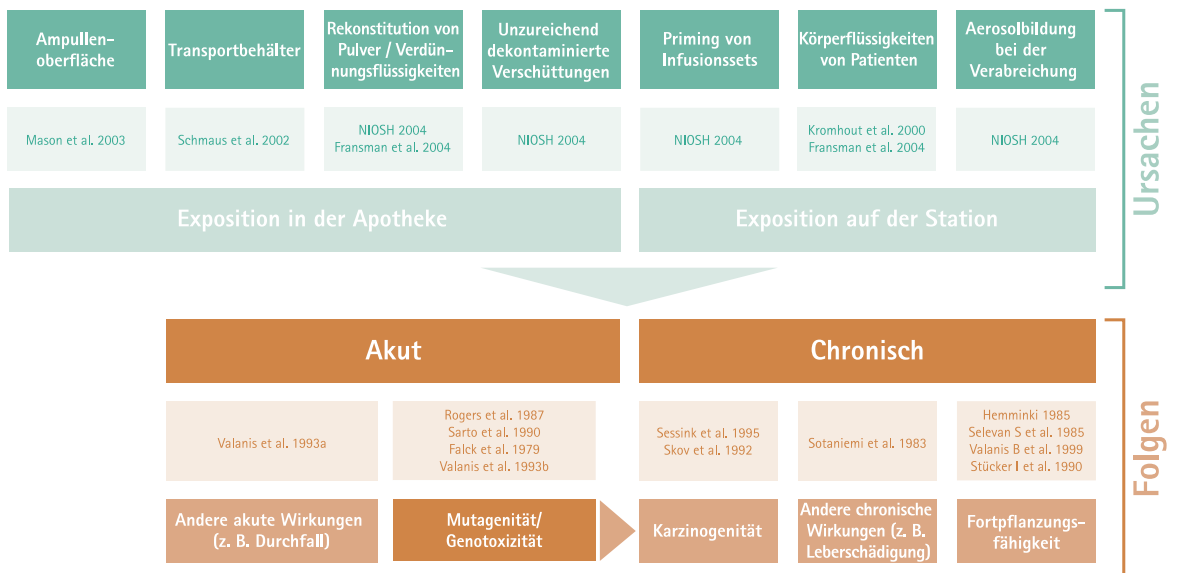 Ampullen-
oberfläche
Transportbehälter
Rekonstitution von
Pulver / Verdün-
nungsflüssigkeiten
Unzureichend
dekontaminierte
Verschüttungen
Priming von
Infusionssets
Körperflüssigkeiten
von Patienten
Aerosolbildung
bei der
Verabreichung
Mason et al. 2003
Schmaus et al. 2002
NIOSH 2004
Fransman et al. 2004
NIOSH 2004
NIOSH 2004
Kromhout et al. 2000
Fransman et al. 2004
NIOSH 2004
Exposition in der Apotheke
Exposition auf der Station
Ursachen
Akut
Chronisch
Valanis et al. 1993a
Rogers et al. 1987
Sarto et al. 1990
Falck et al. 1979
Valanis et al. 1993b
Sessink et al. 1995
Skov et al. 1992
Sotaniemi et al. 1983
Hemminki 1985
Selevan S et al. 1985
Valanis B et al. 1999
Stücker I et al. 1990
Andere akute Wirkungen
(z. B. Durchfall)
Mutagenität/
Genotoxizität
Karzinogenität
Andere chronische
Wirkungen (z. B.
Leberschädigung)
Fortpflanzungs-
fähigkeit
Folgen